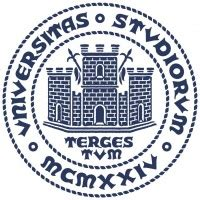 VNIVERSITAS STVDIORVM
MCMXXIV
TERGES
TVM